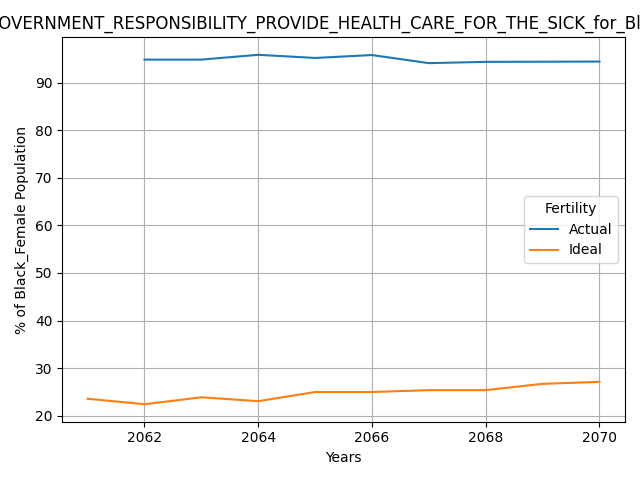 OVERNMENT_RESPONSIBILITY_PROVIDE_HEALTH_CARE_FOR_THE_SICK_for_Bl
90
80
70
60
50
40
30
20
% of Black_Female Population
Fertility
Actual
Ideal
2062 2064 2066 2068 2070
Years